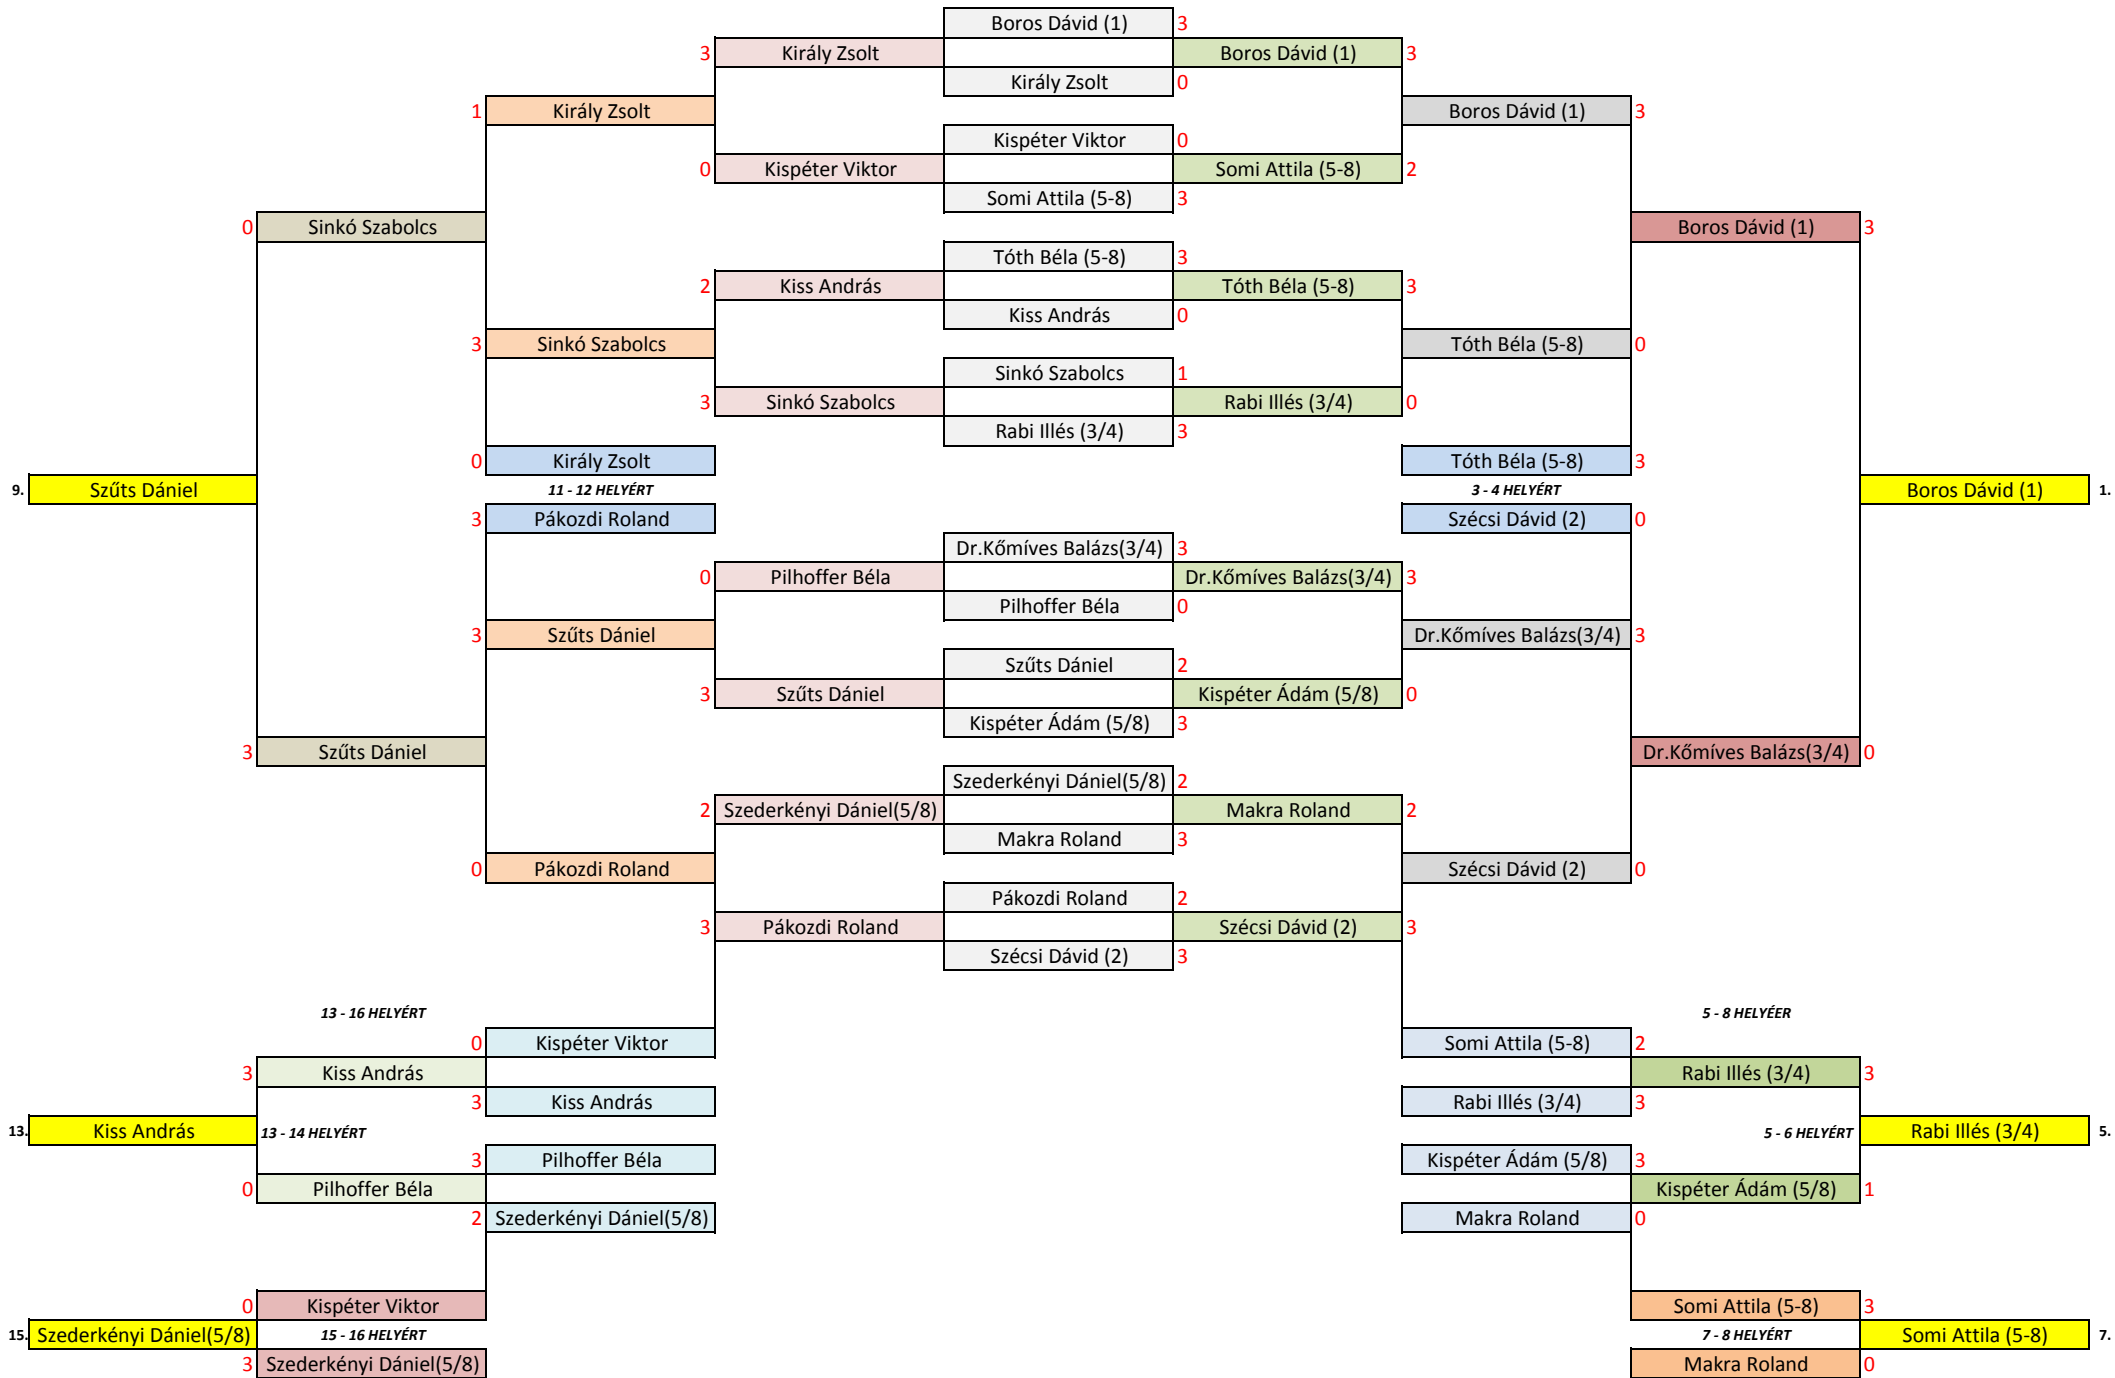 Boros Dávid (1) 3
3 Király Zsolt Boros Dávid (1) 3
Király Zsolt 0
1 Király Zsolt Boros Dávid (1) 3
Kispéter Viktor 0
0 Kispéter Viktor Somi Attila (5-8) 2
Somi Attila (5-8) 3
0 Sinkó Szabolcs Boros Dávid (1) 3
Tóth Béla (5-8) 3
2 Kiss András Tóth Béla (5-8) 3
Kiss András 0
3 Sinkó Szabolcs Tóth Béla (5-8) 0
Sinkó Szabolcs 1
3 Sinkó Szabolcs Rabi Illés (3/4) 0
Rabi Illés (3/4) 3
0 Király Zsolt Tóth Béla (5-8) 3
9. Szűts Dániel 11 - 12 HELYÉRT 3 - 4 HELYÉRT Boros Dávid (1) 1.
3 Pákozdi Roland Szécsi Dávid (2) 0
Dr.Kőmíves Balázs(3/4) 3
0 Pilhoffer Béla Dr.Kőmíves Balázs(3/4) 3
Pilhoffer Béla 0
3 Szűts Dániel Dr.Kőmíves Balázs(3/4) 3
Szűts Dániel 2
3 Szűts Dániel Kispéter Ádám (5/8) 0
Kispéter Ádám (5/8) 3
3 Szűts Dániel Dr.Kőmíves Balázs(3/4) 0
Szederkényi Dániel(5/8) 2
2 Szederkényi Dániel(5/8) Makra Roland 2
Makra Roland 3
0 Pákozdi Roland Szécsi Dávid (2) 0
Pákozdi Roland 2
3 Pákozdi Roland Szécsi Dávid (2) 3
Szécsi Dávid (2) 3
13 - 16 HELYÉRT 5 - 8 HELYÉER
0 Kispéter Viktor Somi Attila (5-8) 2
3 Kiss András Rabi Illés (3/4) 3
3 Kiss András Rabi Illés (3/4) 3
13. Kiss András 13 - 14 HELYÉRT 5 - 6 HELYÉRT Rabi Illés (3/4) 5.
3 Pilhoffer Béla Kispéter Ádám (5/8) 3
0 Pilhoffer Béla Kispéter Ádám (5/8) 1
2 Szederkényi Dániel(5/8) Makra Roland 0
0 Kispéter Viktor Somi Attila (5-8) 3
15. Szederkényi Dániel(5/8) 15 - 16 HELYÉRT 7 - 8 HELYÉRT Somi Attila (5-8) 7.
3 Szederkényi Dániel(5/8) Makra Roland 0